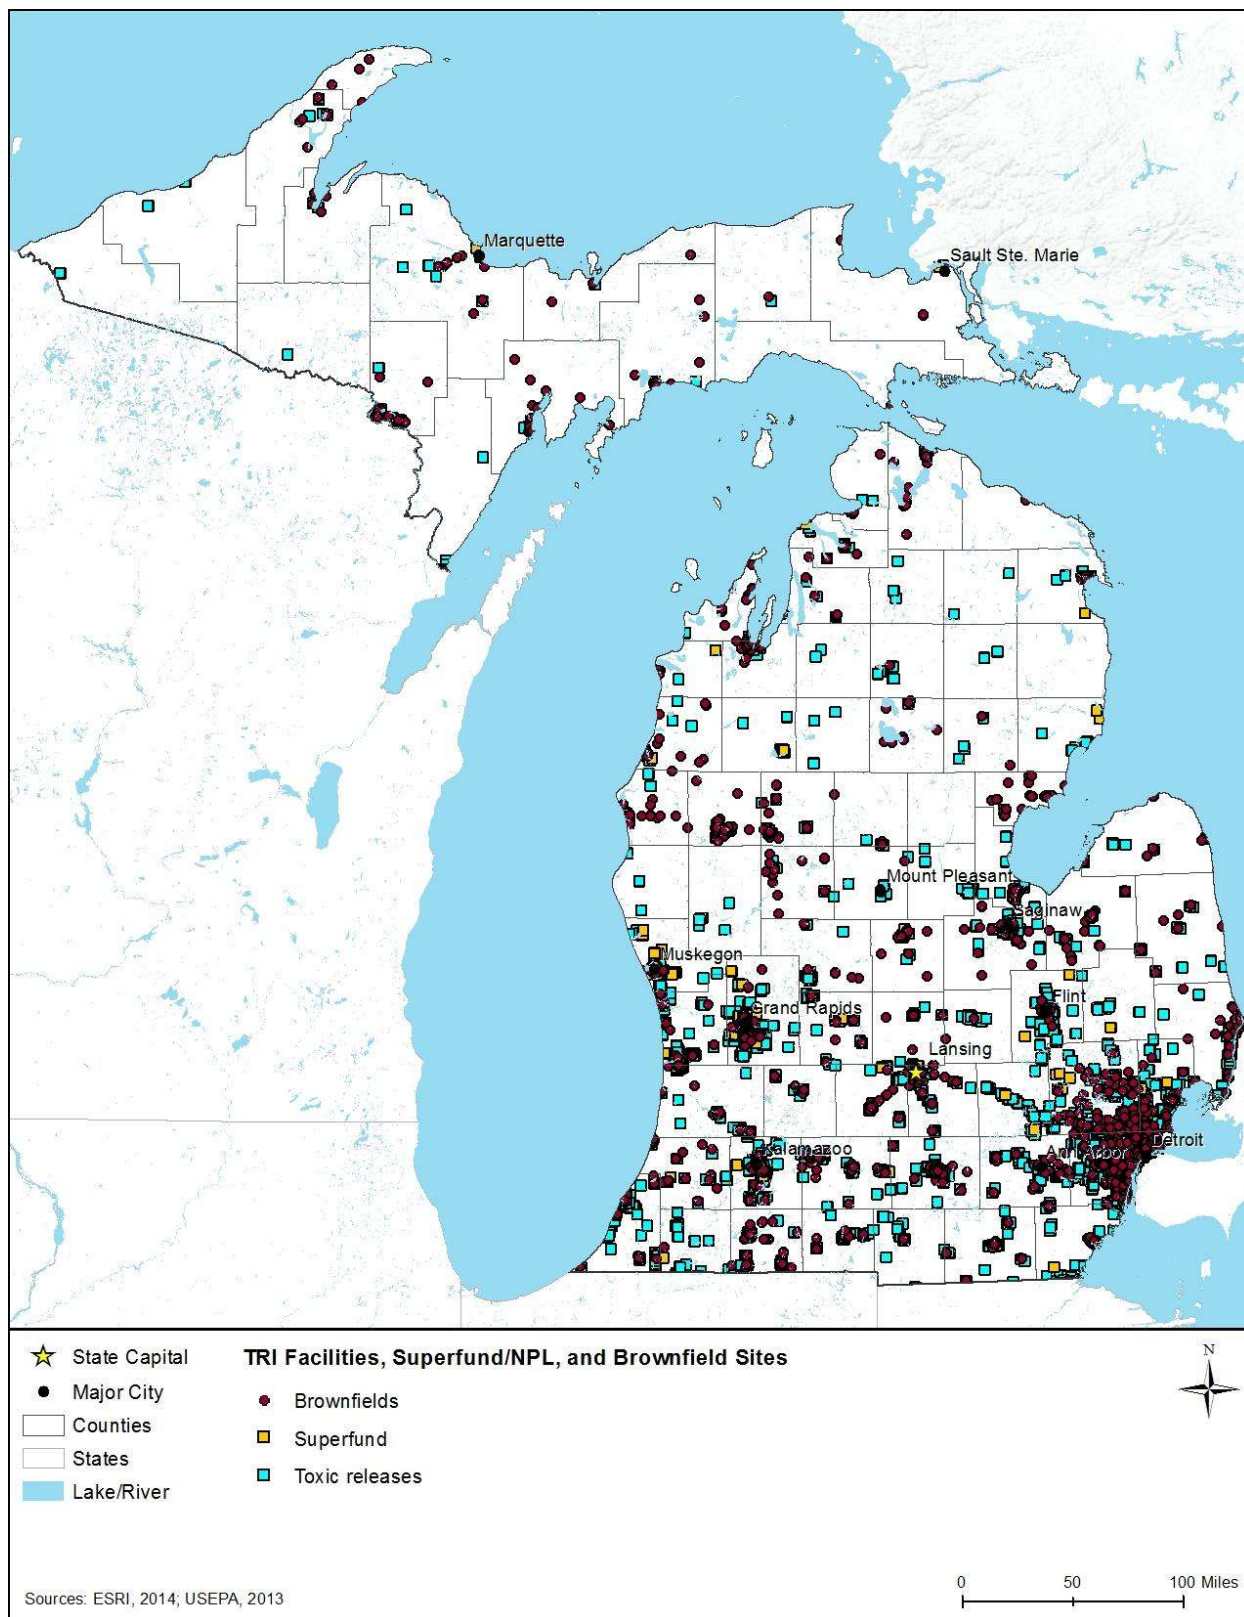 Marquette
Sault Ste. Marie
Mount Pleasant
Saginaw
Muskegon
Flint
Grand Rapids
Lansing
Detroit
Ann Arbor
Kalamazoo
State Capital
Major City
Counties
States
Lake/River
TRI Facilities, Superfund/NPL, and Brownfield Sites
Brownfields
Superfund
Toxic releases
N
Sources: ESRI, 2014; USEPA, 2013
0 50 100 Miles